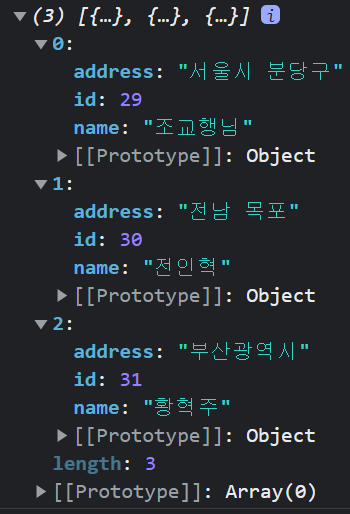 (3) [{…}, {…}, {…}] i
0:
address: "서울시 분당구"
id: 29
name: "조교행님"
[[Prototype]]: Object
1:
address: "전남 목포"
id: 30
name: "전인혁"
[[Prototype]]: Object
2:
address: "부산광역시"
id: 31
name: "황혁주"
[[Prototype]]: Object
length: 3
[[Prototype]]: Array(0)